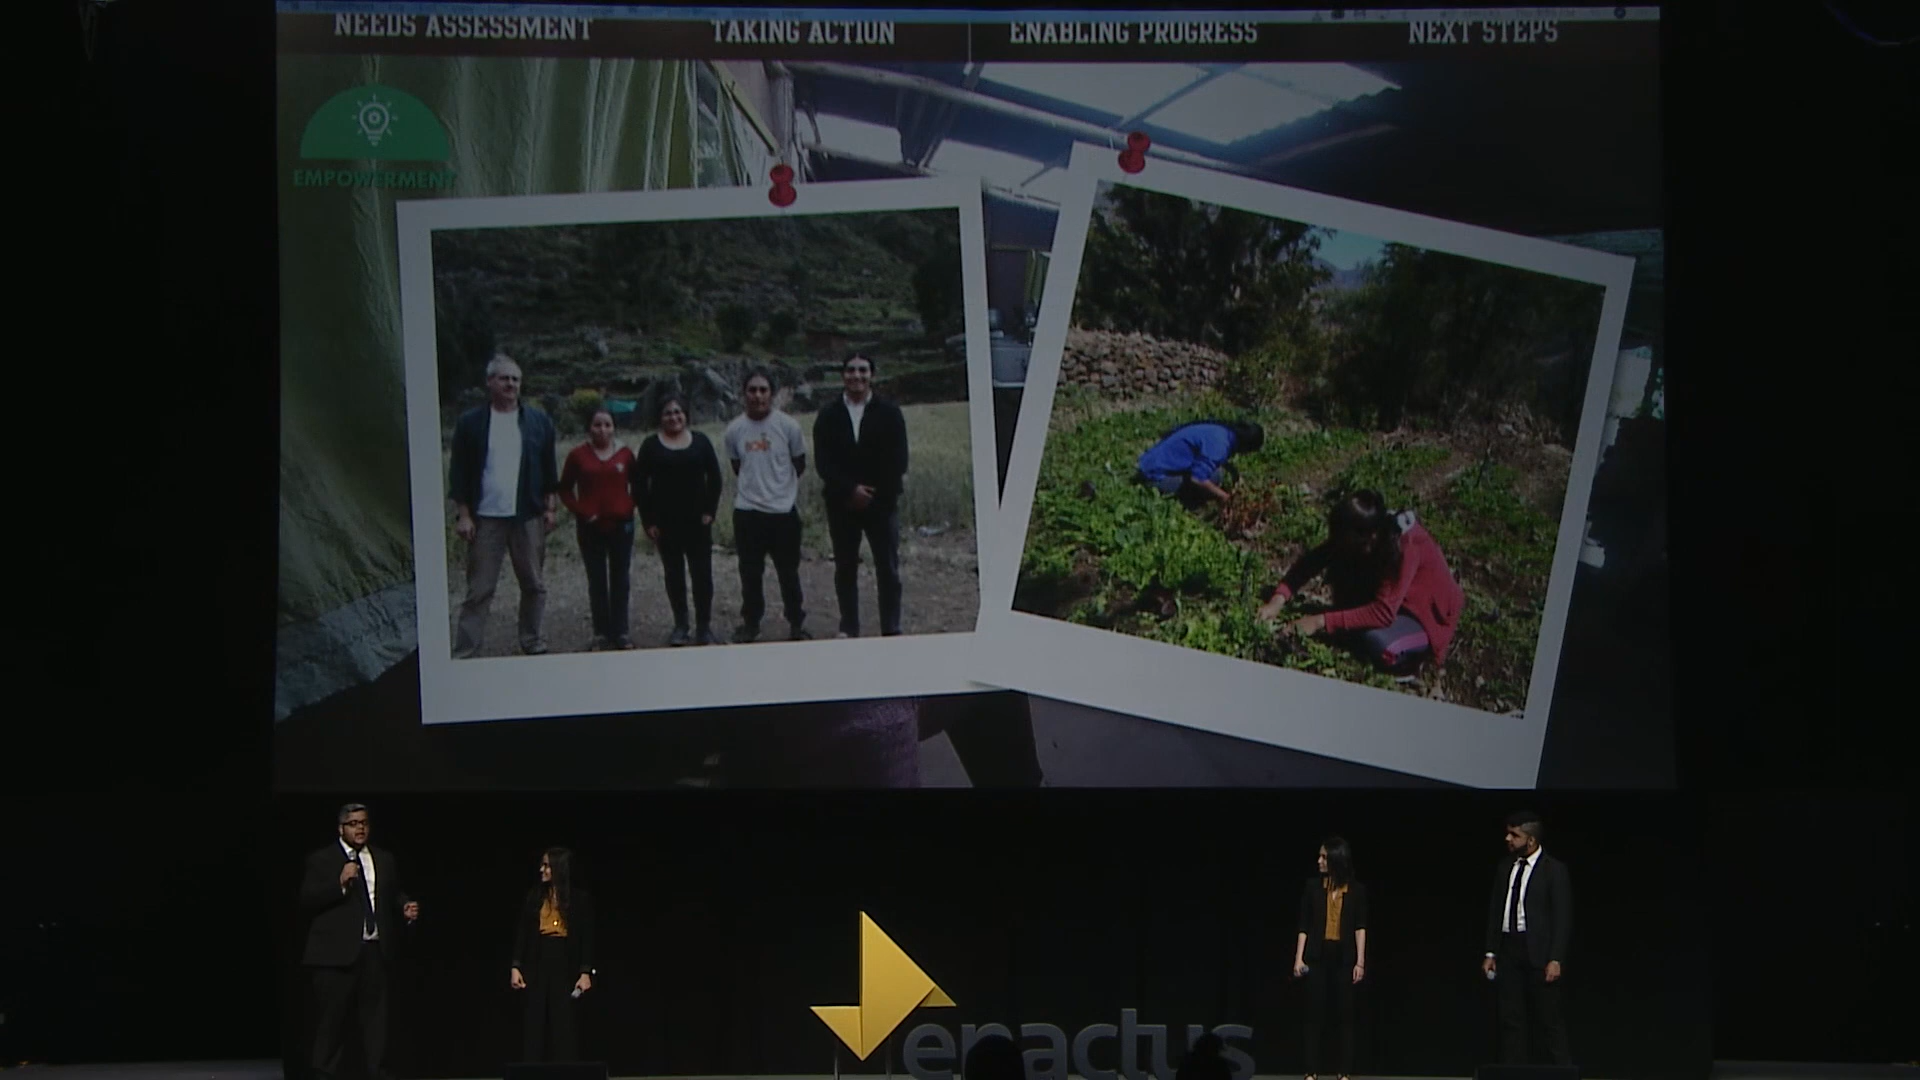 NEEDS ASSESSMENT
TAKING ACTION
ENABLING PROGRESS
NEXT STEPS
EMPOWERMENT
enactus